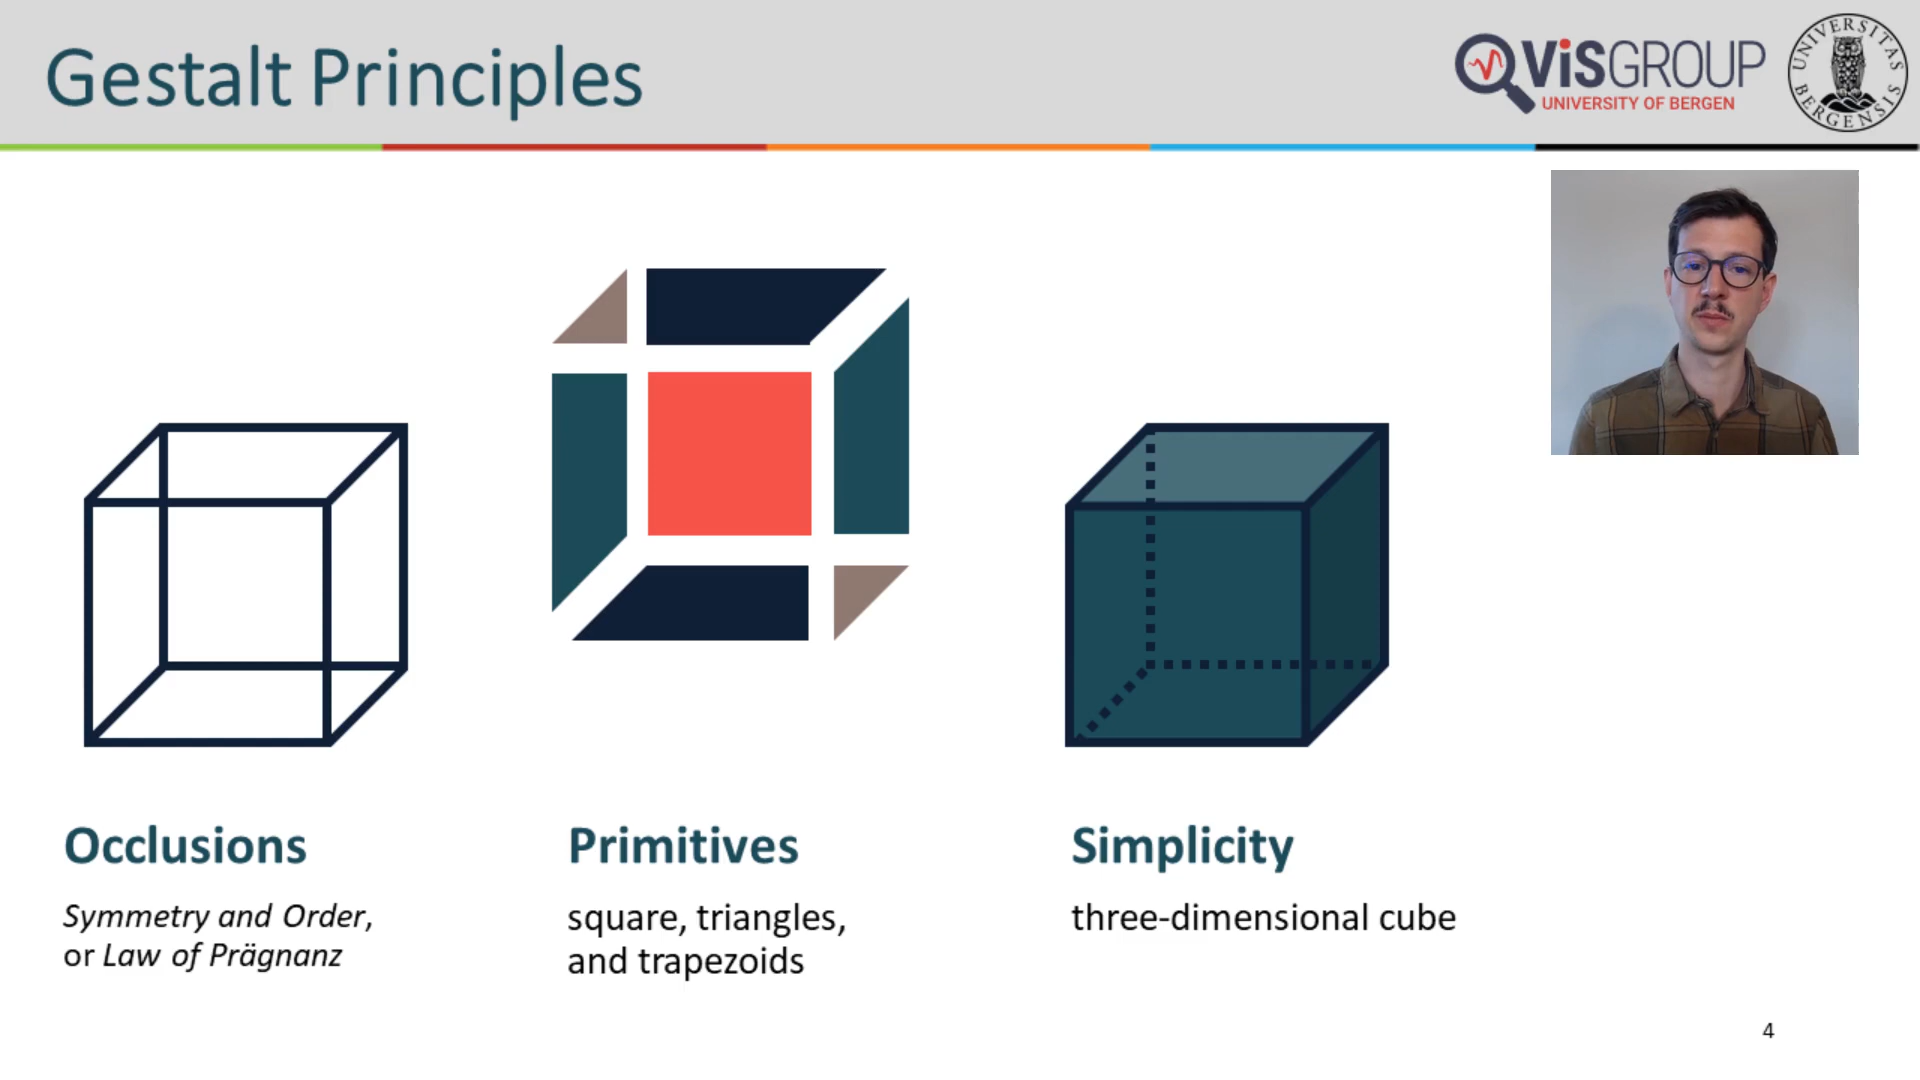 Gestalt Principles
ViSGROUP
UNIVERSITY OF BERGEN
UNIVERSITAS
BERGENSIS
Occlusions
Symmetry and Order,
or Law of Prägnanz
Primitives
square, triangles,
and trapezoids
Simplicity
three-dimensional cube
4